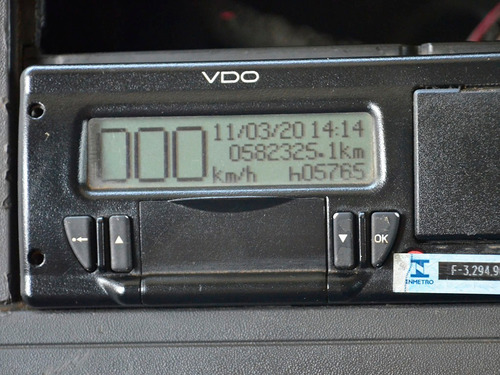 VDO
000 11/03/20 14:14
0582325.1km
km/h h05765
OK
INMETRO
F-3.294.9